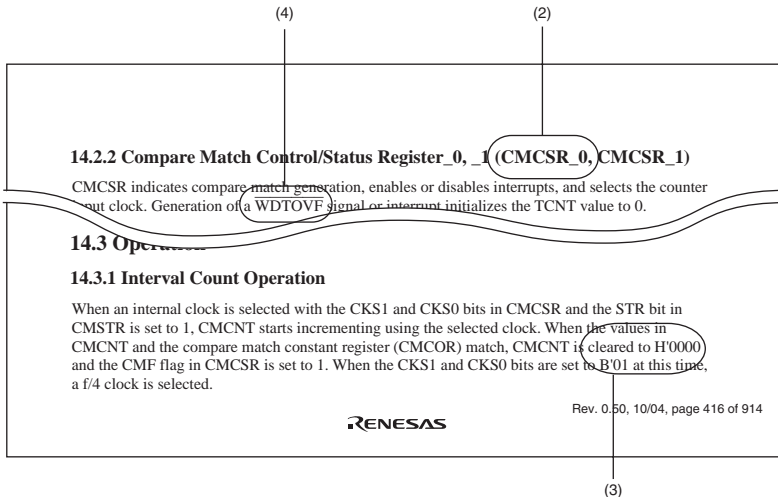 (4) (2)
14.2.2 Compare Match Control/Status Register_0, _1 (CMCSR_0, CMCSR_1)
CMCSR indicates compare match generation, enables or disables interrupts, and selects the counter
input clock. Generation of a WDTOVF signal or interrupt initializes the TCNT value to 0.
14.3 Operation
14.3.1 Interval Count Operation
When an internal clock is selected with the CKS1 and CKS0 bits in CMCSR and the STR bit in
CMSTR is set to 1, CMCNT starts incrementing using the selected clock. When the values in
CMCNT and the compare match constant register (CMCOR) match, CMCNT is cleared to H'0000
and the CMF flag in CMCSR is set to 1. When the CKS1 and CKS0 bits are set to B'01 at this time,
a f/4 clock is selected.
RENESAS
Rev. 0.50, 10/04, page 416 of 914
(3)